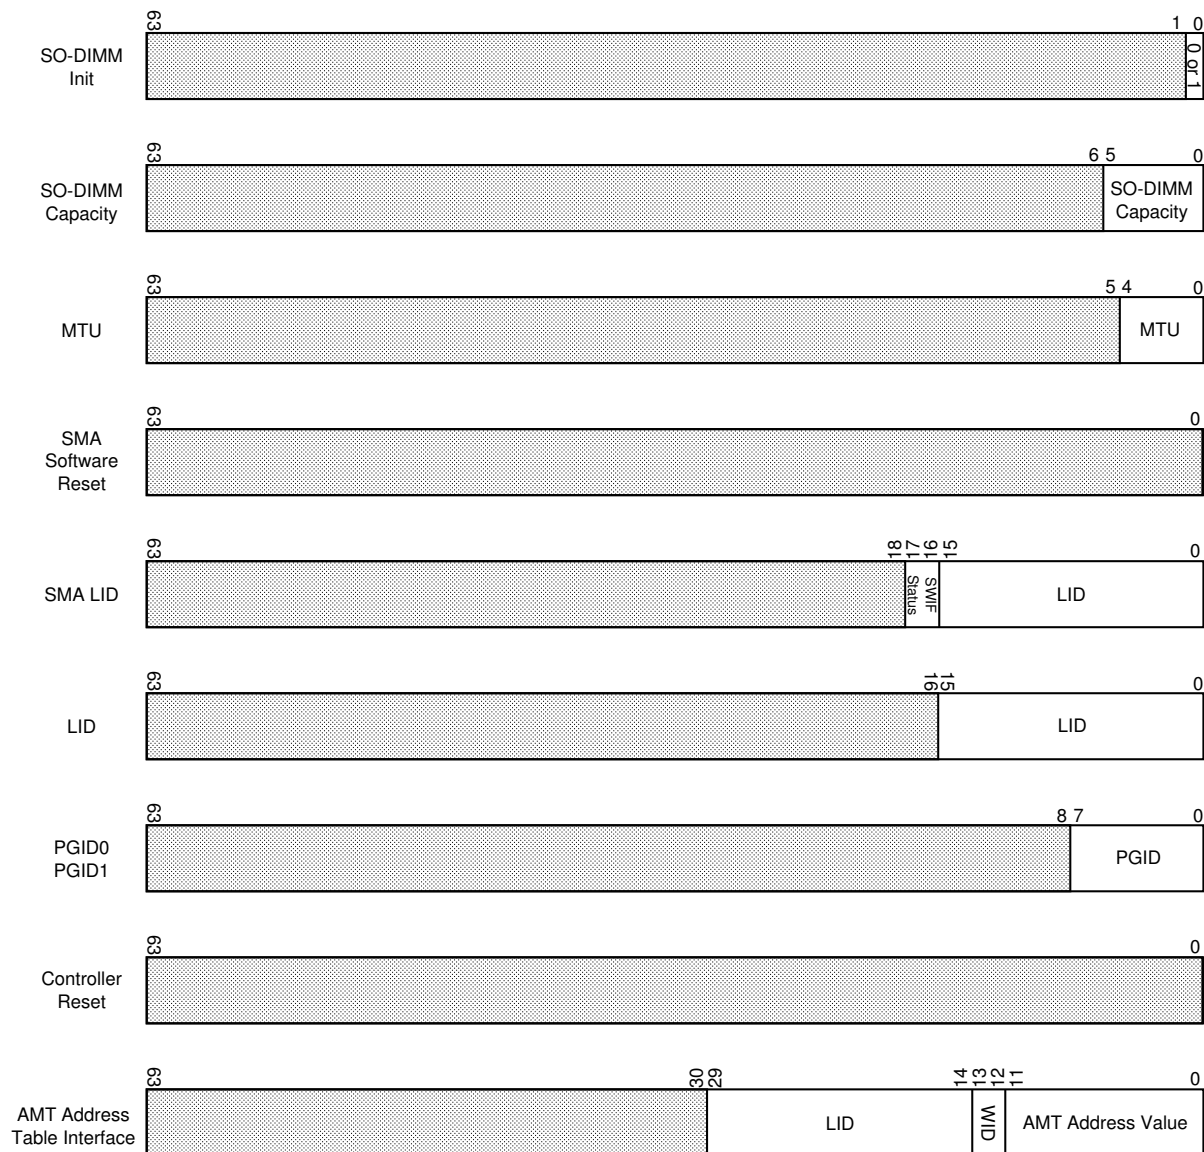 63 1 0
SO-DIMM
Init
0 or 1
63 6 5 0
SO-DIMM
Capacity
SO-DIMM
Capacity
63 5 4 0
MTU
MTU
63 0
SMA
Software
Reset
63 18 17 16 15 0
SMA LID
Status
SWIF
LID
63 16 15 0
LID
LID
63 8 7 0
PGID0
PGID1
PGID
63 0
Controller
Reset
63 30 29 14 13 12 11 0
AMT Address
Table Interface
LID
WID
AMT Address Value